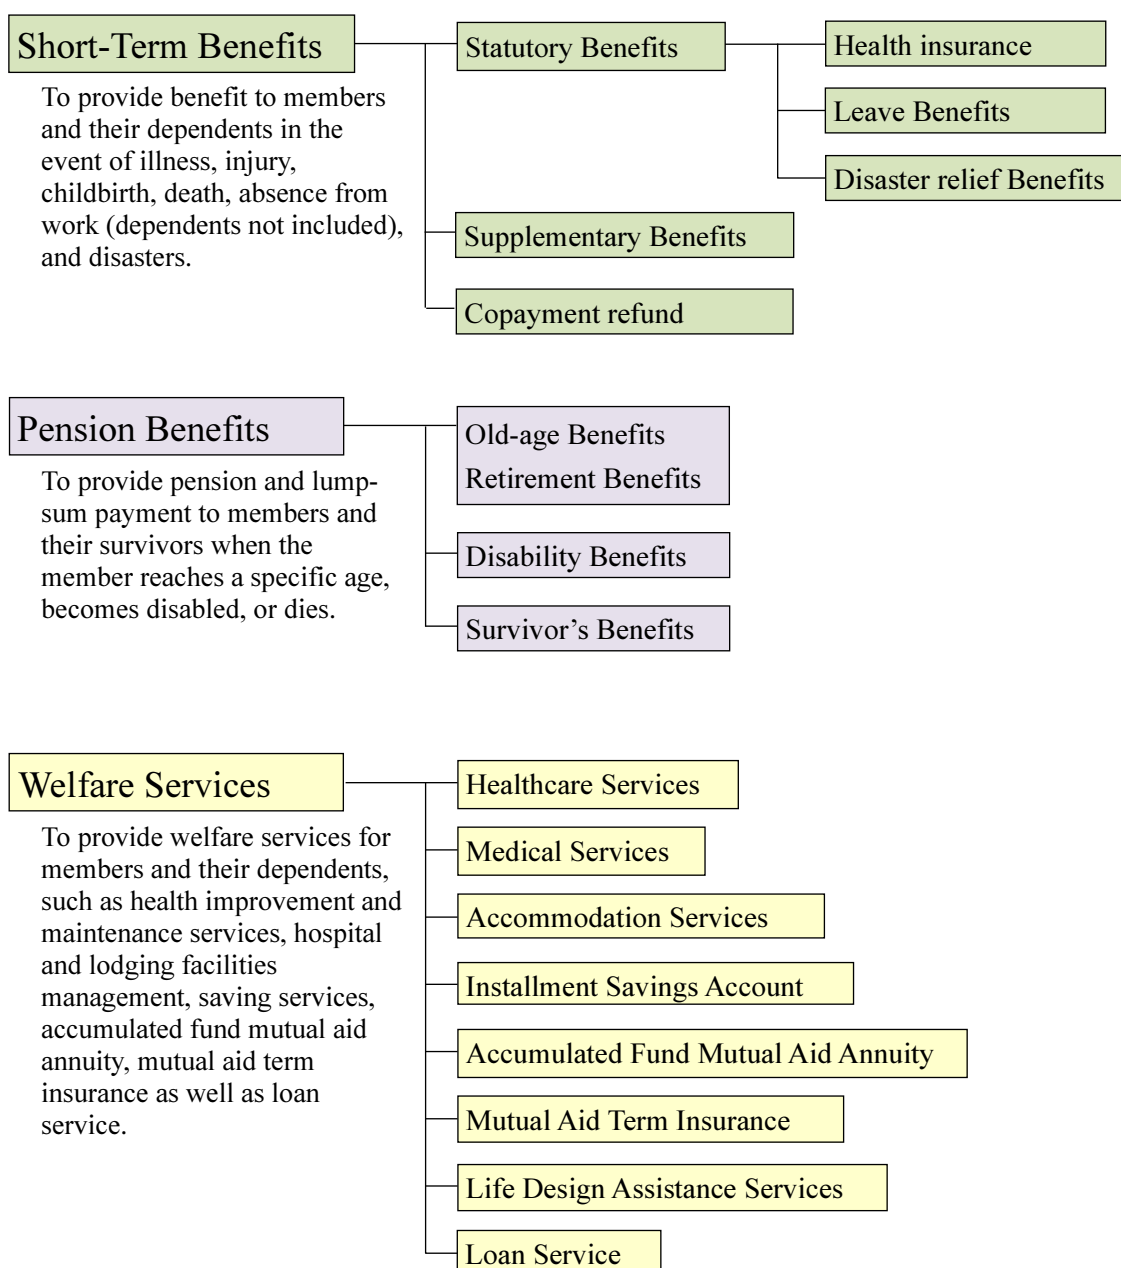 Short-Term Benefits
To provide benefit to members
and their dependents in the
event of illness, injury,
childbirth, death, absence from
work (dependents not included),
and disasters.
Statutory Benefits
Health insurance
Leave Benefits
Disaster relief Benefits
Supplementary Benefits
Copayment refund
Pension Benefits
To provide pension and lump-
sum payment to members and
their survivors when the
member reaches a specific age,
becomes disabled, or dies.
Old-age Benefits
Retirement Benefits
Disability Benefits
Survivor’s Benefits
Welfare Services
To provide welfare services for
members and their dependents,
such as health improvement and
maintenance services, hospital
and lodging facilities
management, saving services,
accumulated fund mutual aid
annuity, mutual aid term
insurance as well as loan
service.
Healthcare Services
Medical Services
Accommodation Services
Installment Savings Account
Accumulated Fund Mutual Aid Annuity
Mutual Aid Term Insurance
Life Design Assistance Services
Loan Service